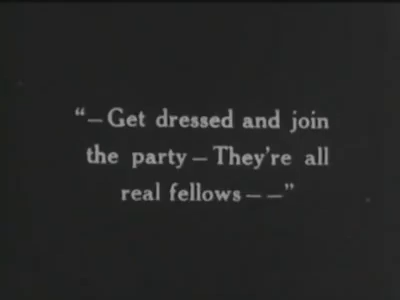 “—Get dressed and join
the party—They're all
real fellows——”